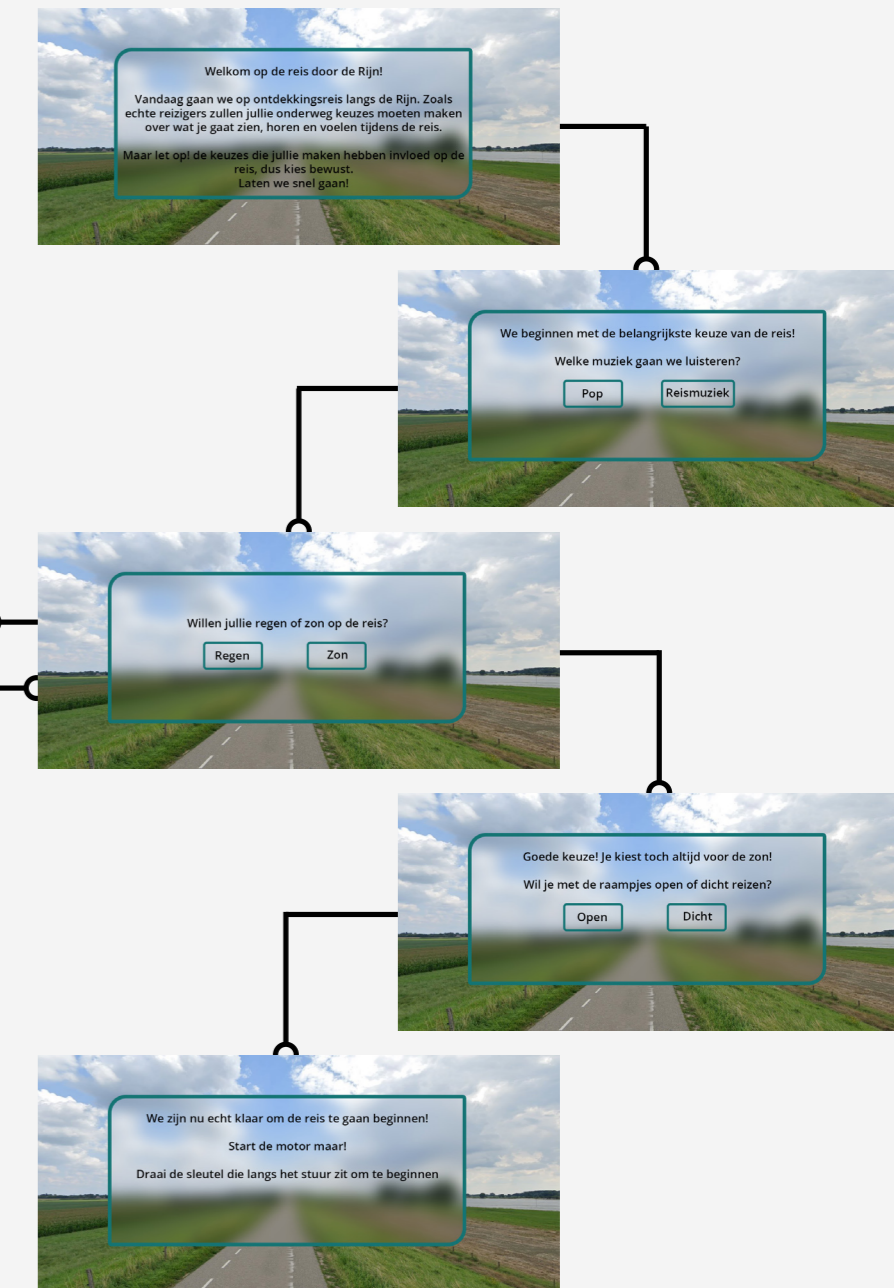 Welkom op de reis door de Rijn!
Vandaag gaan we op ontdekkingsreis langs de Rijn. Zoals
echte reizigers zullen jullie onderweg keuzes moeten maken
over wat je gaat zien, horen en voelen tijdens de reis.
Maar let op! de keuzes die jullie maken hebben invloed op de
reis, dus kies bewust.
Laten we snel gaan!
We beginnen met de belangrijkste keuze van de reis!
Welke muziek gaan we luisteren?
Pop
Reismuziek
Willen jullie regen of zon op de reis?
Regen
Zon
Goede keuze! Je kiest toch altijd voor de zon!
Wil je met de raampjes open of dicht reizen?
Open
Dicht
We zijn nu echt klaar om de reis te gaan beginnen!
Start de motor maar!
Draai de sleutel die langs het stuur zit om te beginnen